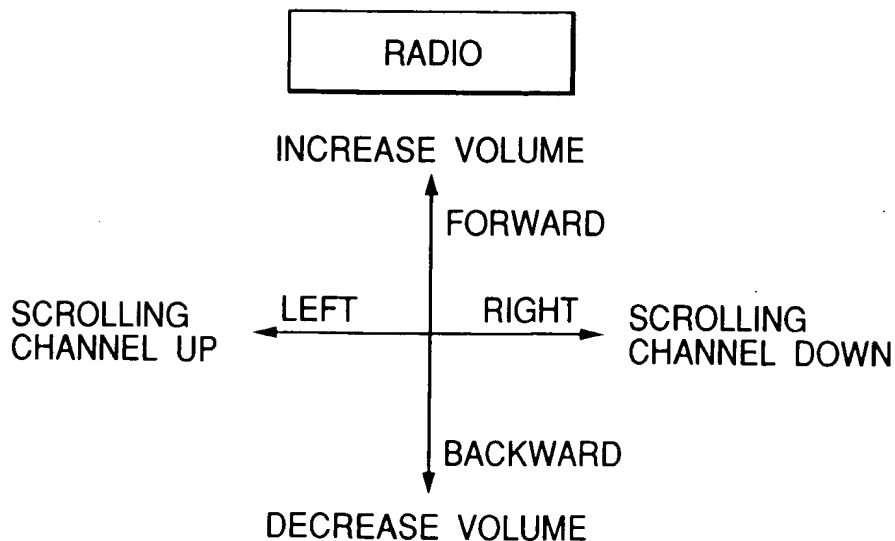 RADIO
INCREASE VOLUME
FORWARD
LEFT
RIGHT
SCROLLING
CHANNEL UP
SCROLLING
CHANNEL DOWN
BACKWARD
DECREASE VOLUME